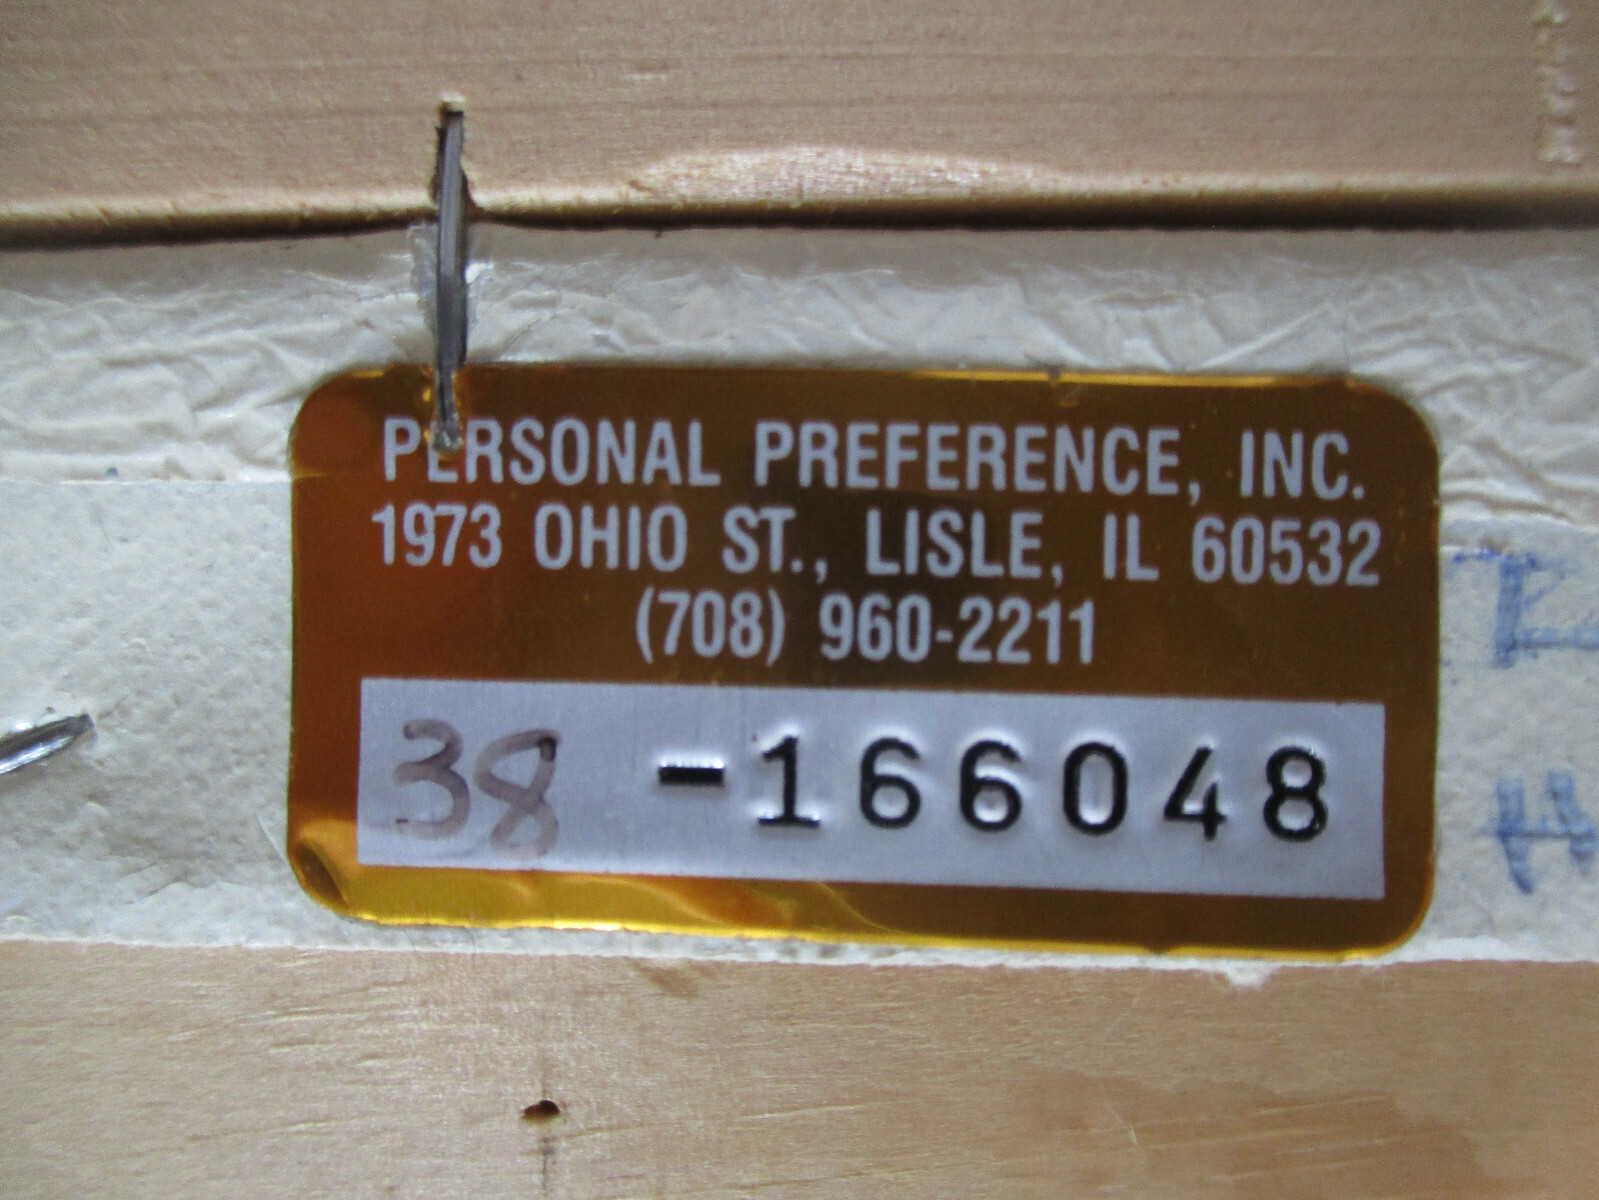 PERSONAL PREFERENCE, INC.
1973 OHIO ST., LISLE, IL 60532
(708) 960-2211
38 -166048